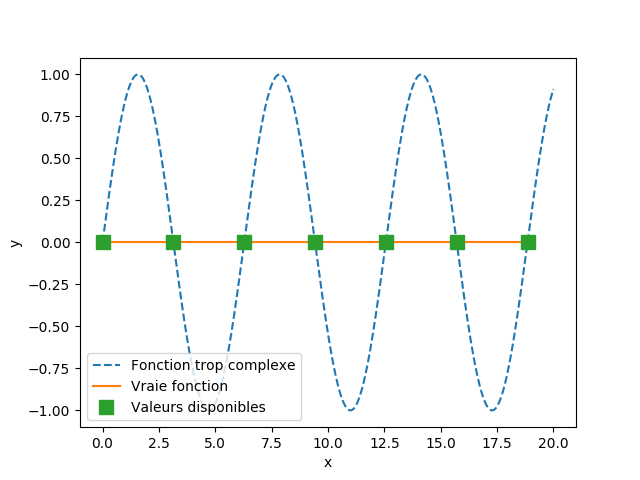 1.00
0.75
0.50
0.25
0.00
−0.25
−0.50
−0.75
−1.00
y
Fonction trop complexe
Vraie fonction
Valeurs disponibles
0.0 2.5 5.0 7.5 10.0 12.5 15.0 17.5 20.0
x